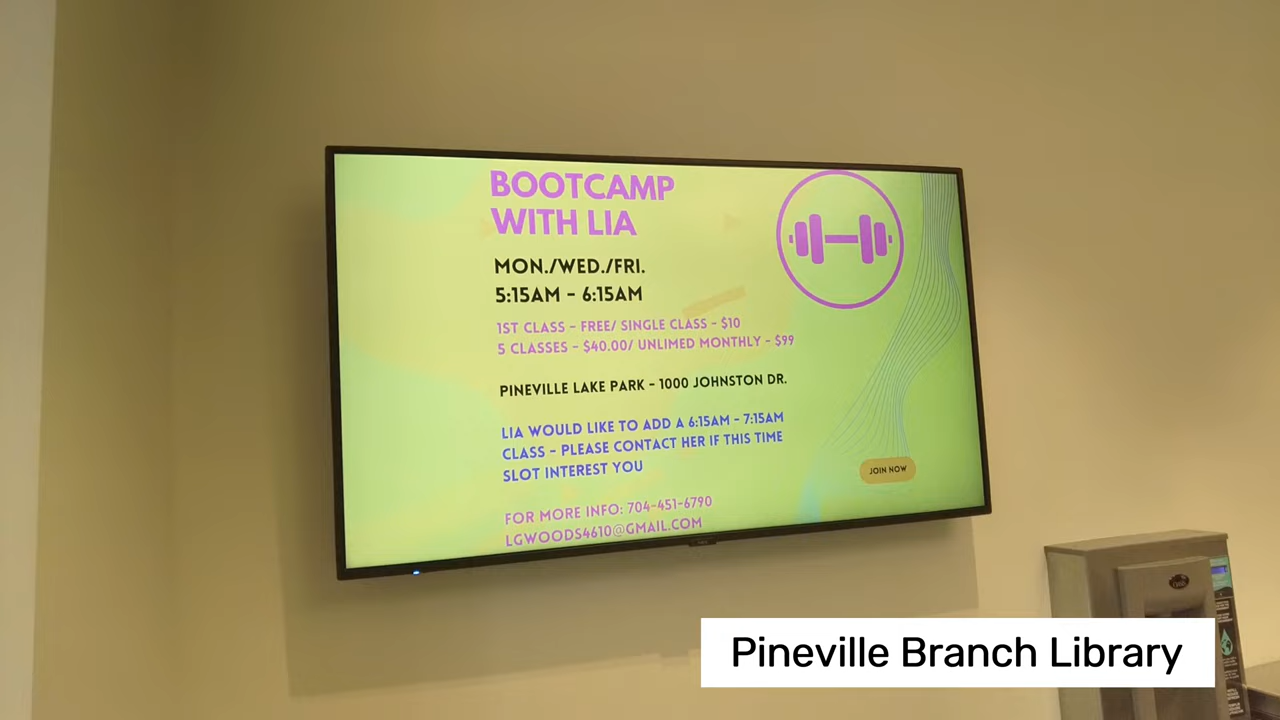 BOOTCAMP
WITH LIA
MON./WED./FRI.
5:15AM - 6:15AM
1ST CLASS - FREE/ SINGLE CLASS - $10
5 CLASSES - $40.00/ UNLIMED MONTHLY - $99
PINEVILLE LAKE PARK - 1000 JOHNSTON DR.
LIA WOULD LIKE TO ADD A 6:15AM - 7:15AM
CLASS - PLEASE CONTACT HER IF THIS TIME
SLOT INTEREST YOU
JOIN NOW
FOR MORE INFO: 704-451-6790
LGWOODS4610@GMAIL.COM
Pineville Branch Library